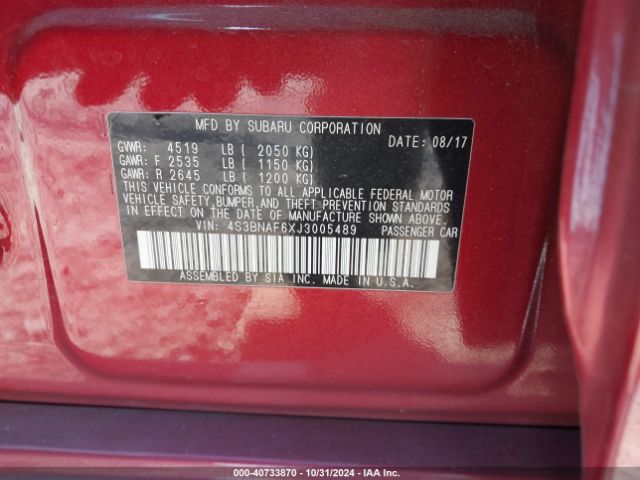 MFD BY SUBARU CORPORATION
GVWR: 4519 LB ( 2050 KG) DATE: 08/17
GAWR: F 2535 LB ( 1150 KG)
GAWR: R 2645 LB ( 1200 KG)
THIS VEHICLE CONFORMS TO ALL APPLICABLE FEDERAL MOTOR
VEHICLE SAFETY, BUMPER, AND THEFT PREVENTION STANDARDS
IN EFFECT ON THE DATE OF MANUFACTURE SHOWN ABOVE.
VIN: 4S3BNAF6XJ3005489 PASSENGER CAR
ASSEMBLED BY SIA INC. MADE IN U.S.A.
000-40733870 - 10/31/2024 - IAA Inc.